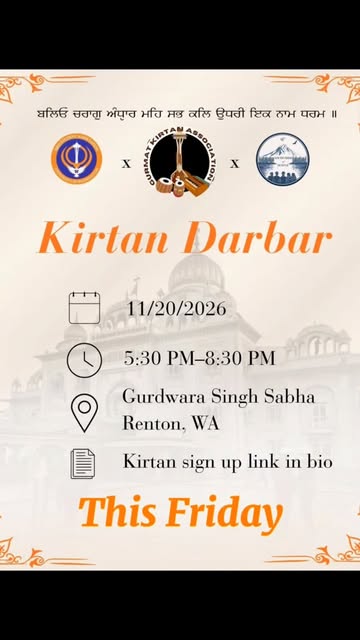 ਬਲਿਓ ਚਰਾਗੁ ਅੰਧ੍ਯਾਰ ਮਹਿ ਸਭ ਕਲਿ ਉਧਰੀ ਇਕ ਨਾਮ ਧਰਮ ॥
x
GURMAT KIRTAN ASSOCIATION
x
Kirtan Darbar
11/20/2026
5:30 PM–8:30 PM
Gurdwara Singh Sabha
Renton, WA
Kirtan sign up link in bio
This Friday